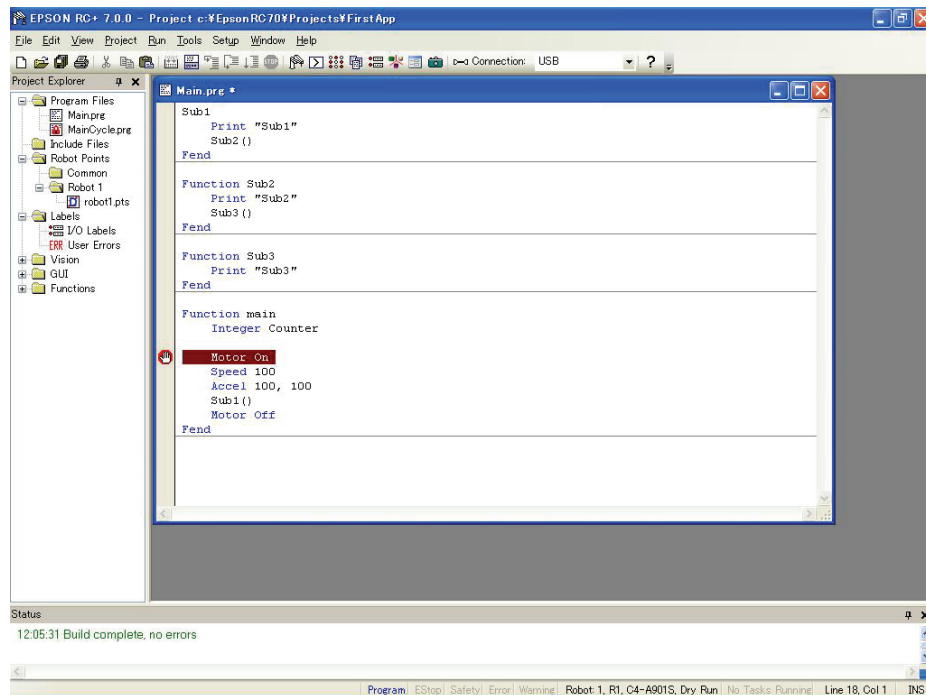 EPSON RC+ 7.0.0 - Project c:¥EpsonRC70¥Projects¥FirstApp
File Edit View Project Run Tools Setup Window Help
Connection: USB
?
Project Explorer
Program Files
Main.prg
MainCycle.prg
Include Files
Robot Points
Common
Robot 1
robot1.pts
Labels
I/O Labels
ERR User Errors
Vision
GUI
Functions
Main.prg *
Sub1
Print "Sub1"
Sub2()
Fend
Function Sub2
Print "Sub2"
Sub3()
Fend
Function Sub3
Print "Sub3"
Fend
Function main
Integer Counter
Motor On
Speed 100
Accel 100, 100
Sub1()
Motor Off
Fend
Status
12:05:31 Build complete, no errors
Program EStop Safety Error Warning Robot: 1, R1, C4-A901S, Dry Run No Tasks Running Line 18, Col 1 INS